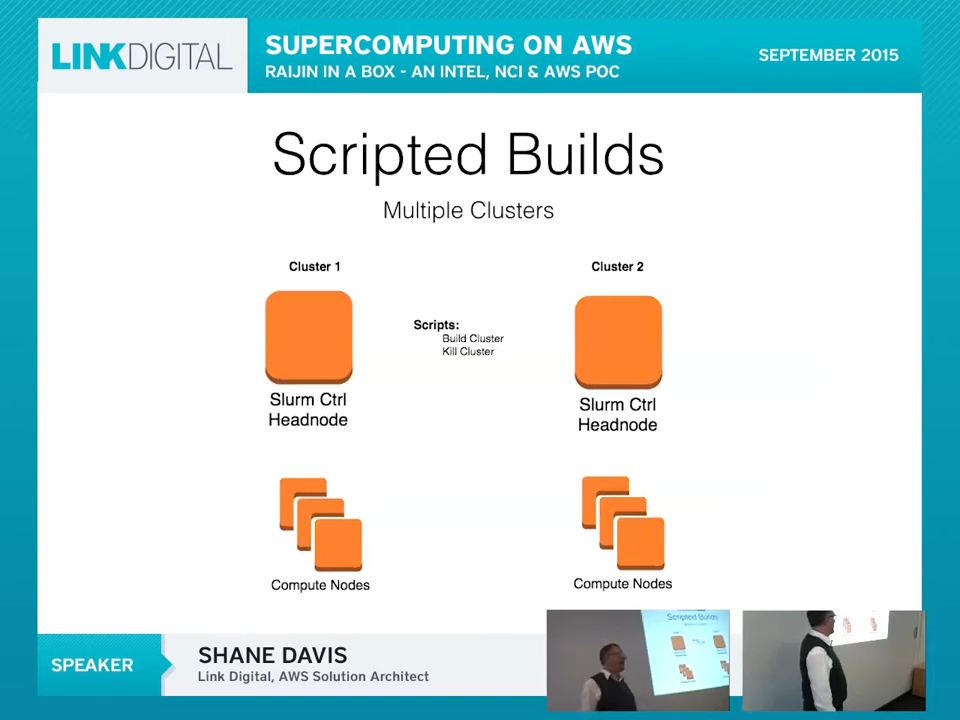 LINKDIGITAL
SUPERCOMPUTING ON AWS
RAIJIN IN A BOX - AN INTEL, NCI & AWS POC
SEPTEMBER 2015
Scripted Builds
Multiple Clusters
Cluster 1
Cluster 2
Scripts:
Build Cluster
Kill Cluster
Slurm Ctrl
Headnode
Slurm Ctrl
Headnode
Compute Nodes
Compute Nodes
SPEAKER
SHANE DAVIS
Link Digital, AWS Solution Architect
Scripted Builds